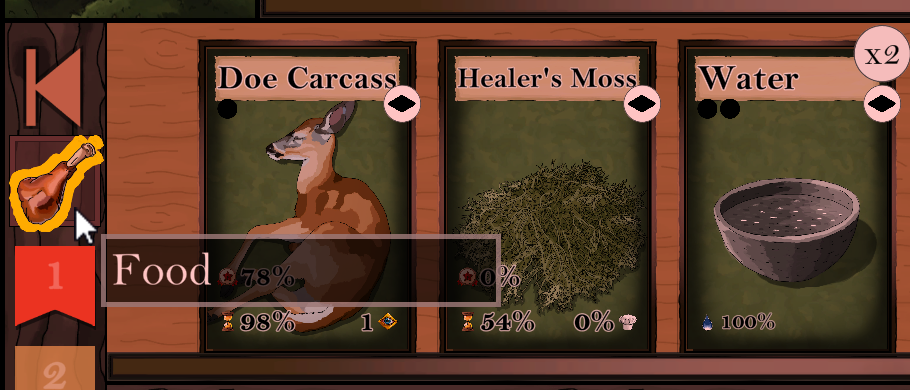 x2
Doe Carcass
Healer's Moss
Water
1
Food
78%
0%
98%
1
54%
0%
100%
2